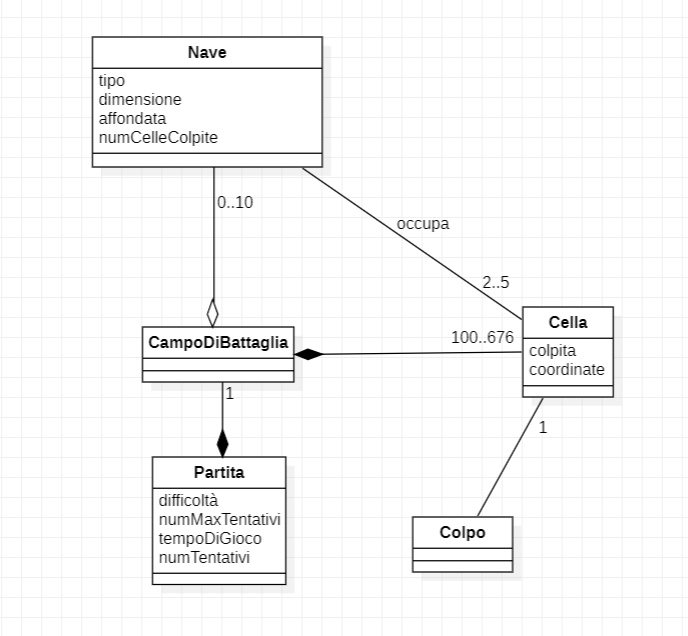 Nave
tipo
dimensione
affondata
numCelleColpite
0..10
occupa
2..5
CampoDiBattaglia
100..676
Cella
colpita
coordinate
1
1
Partita
difficoltà
numMaxTentativi
tempoDiGioco
numTentativi
Colpo